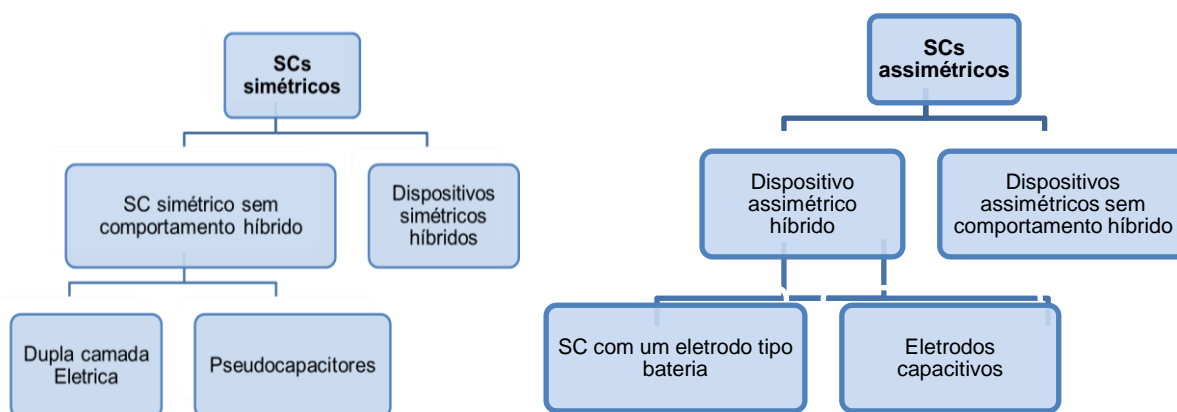 SCs
simétricos
SC simétrico sem
comportamento híbrido
Dispositivos
simétricos
híbridos
Dupla camada
Eletrica
Pseudocapacitores
SCs
assimétricos
Dispositivo
assimétrico
híbrido
Dispositivos
assimétricos sem
comportamento híbrido
SC com um eletrodo tipo
bateria
Eletrodos
capacitivos